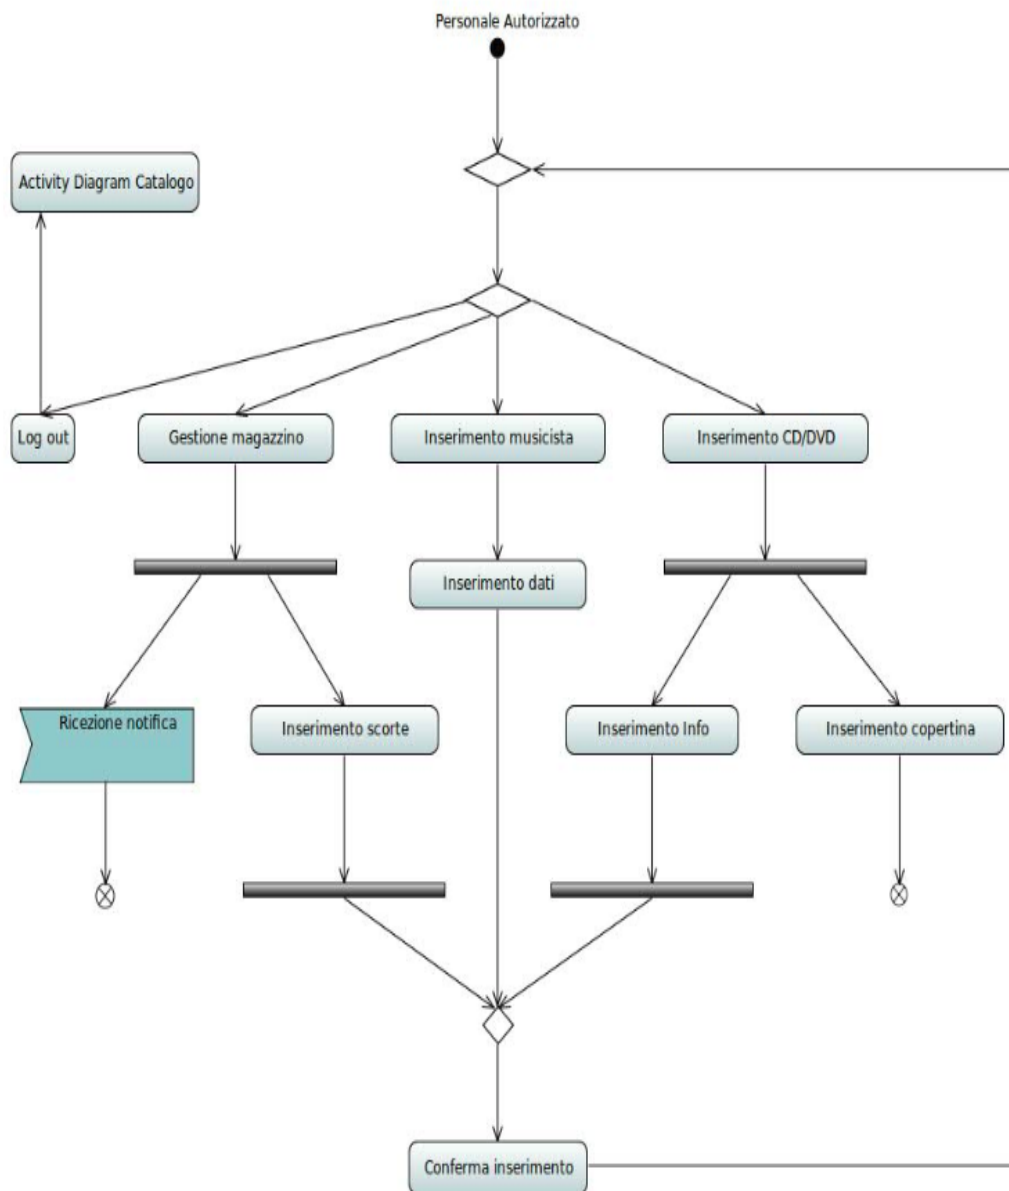 Personale Autorizzato
Activity Diagram Catalogo
Log out
Gestione magazzino
Inserimento musicista
Inserimento CD/DVD
Inserimento dati
Ricezione notifica
Inserimento scorte
Inserimento Info
Inserimento copertina
Conferma inserimento